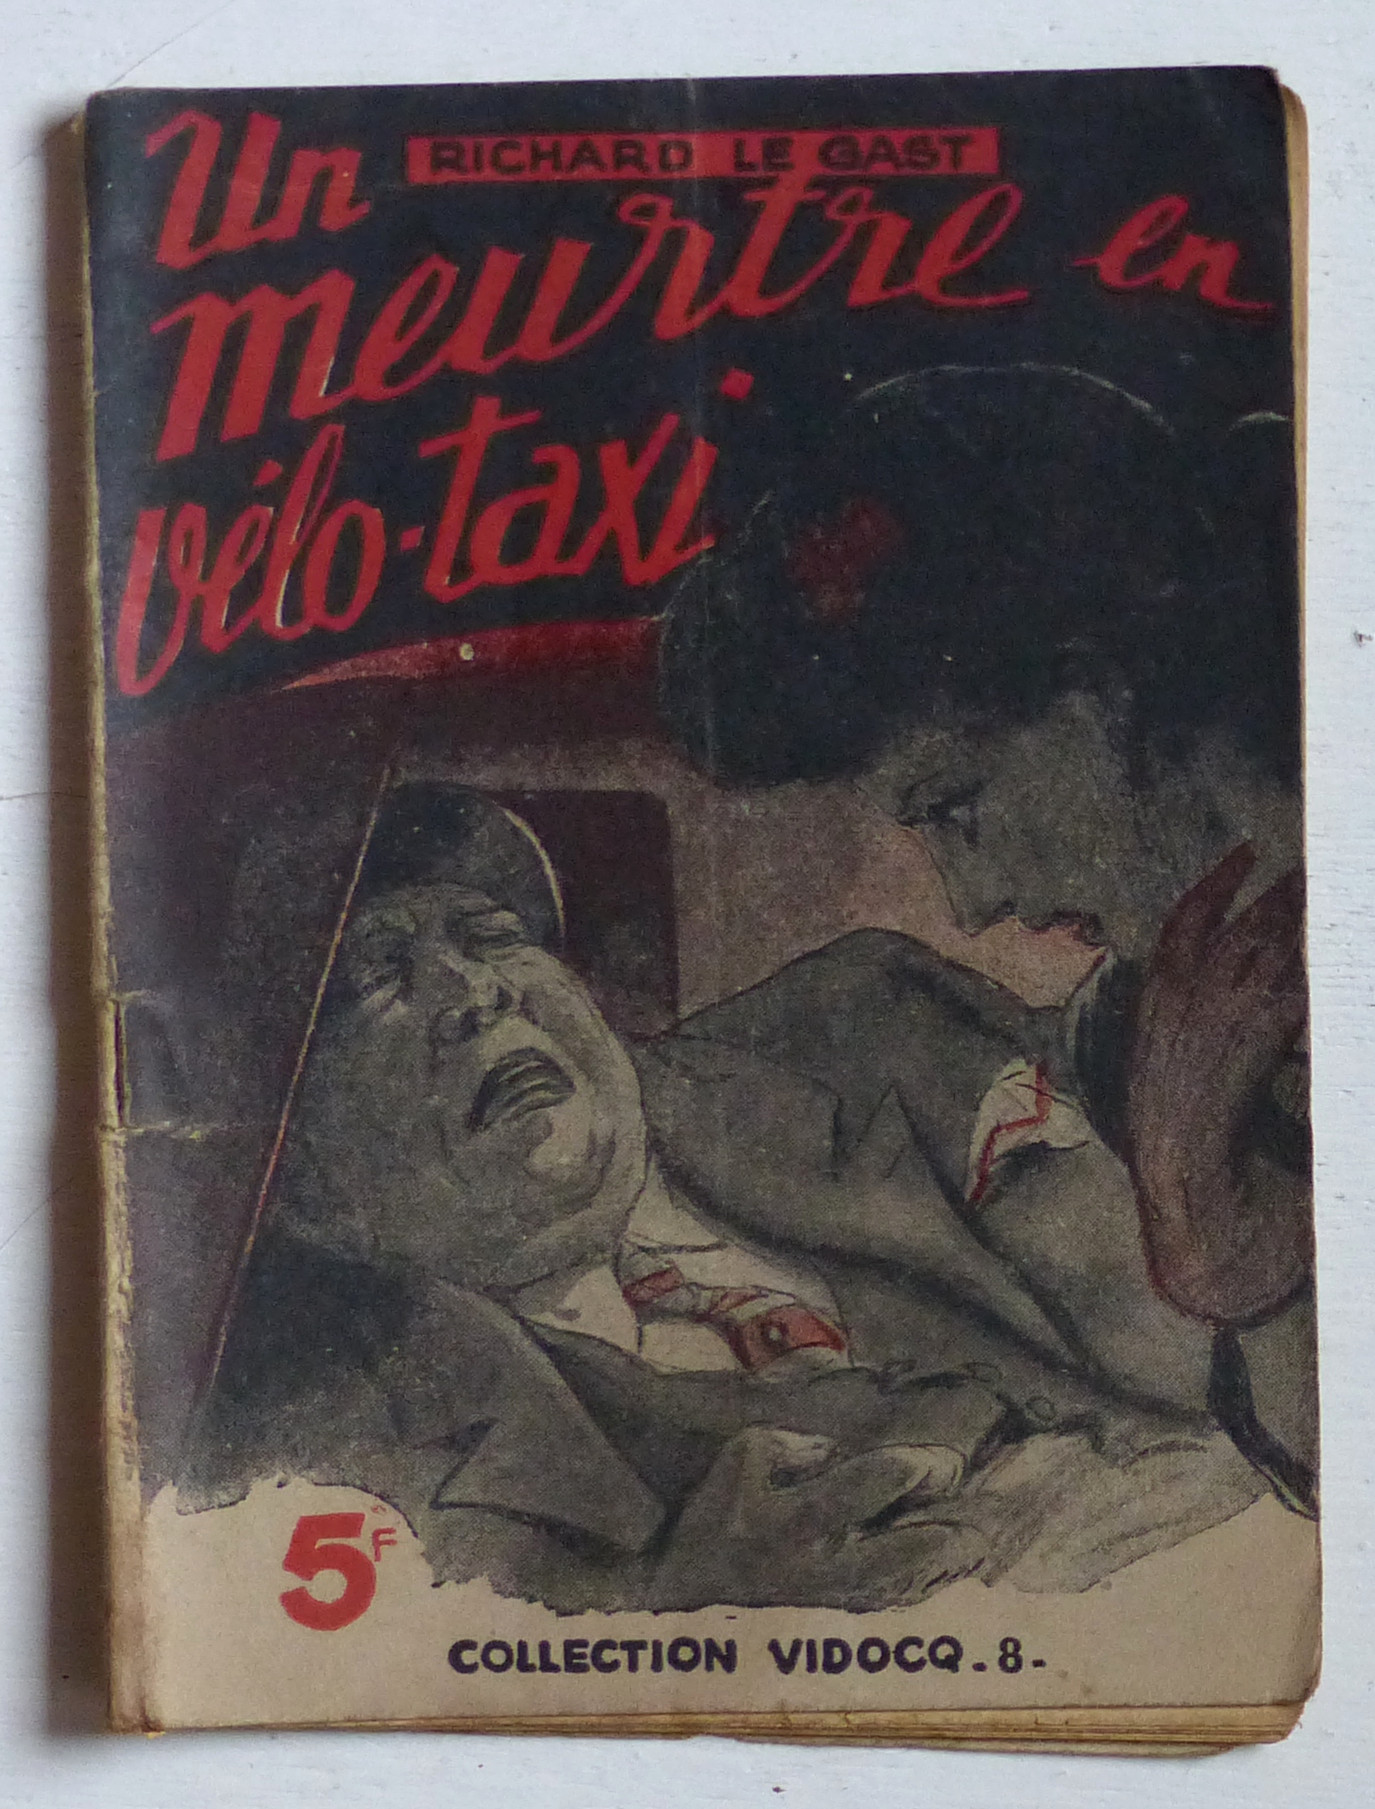 RICHARD LE GAST
Un
meurtre en
vélo-taxi
5F
COLLECTION VIDOCQ.8-